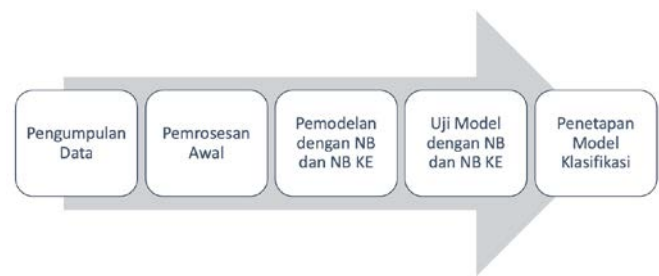 Pengumpulan
Data
Pemrosesan
Awal
Pemodelan
dengan NB
dan NB KE
Uji Model
dengan NB
dan NB KE
Penetapan
Model
Klasifikasi